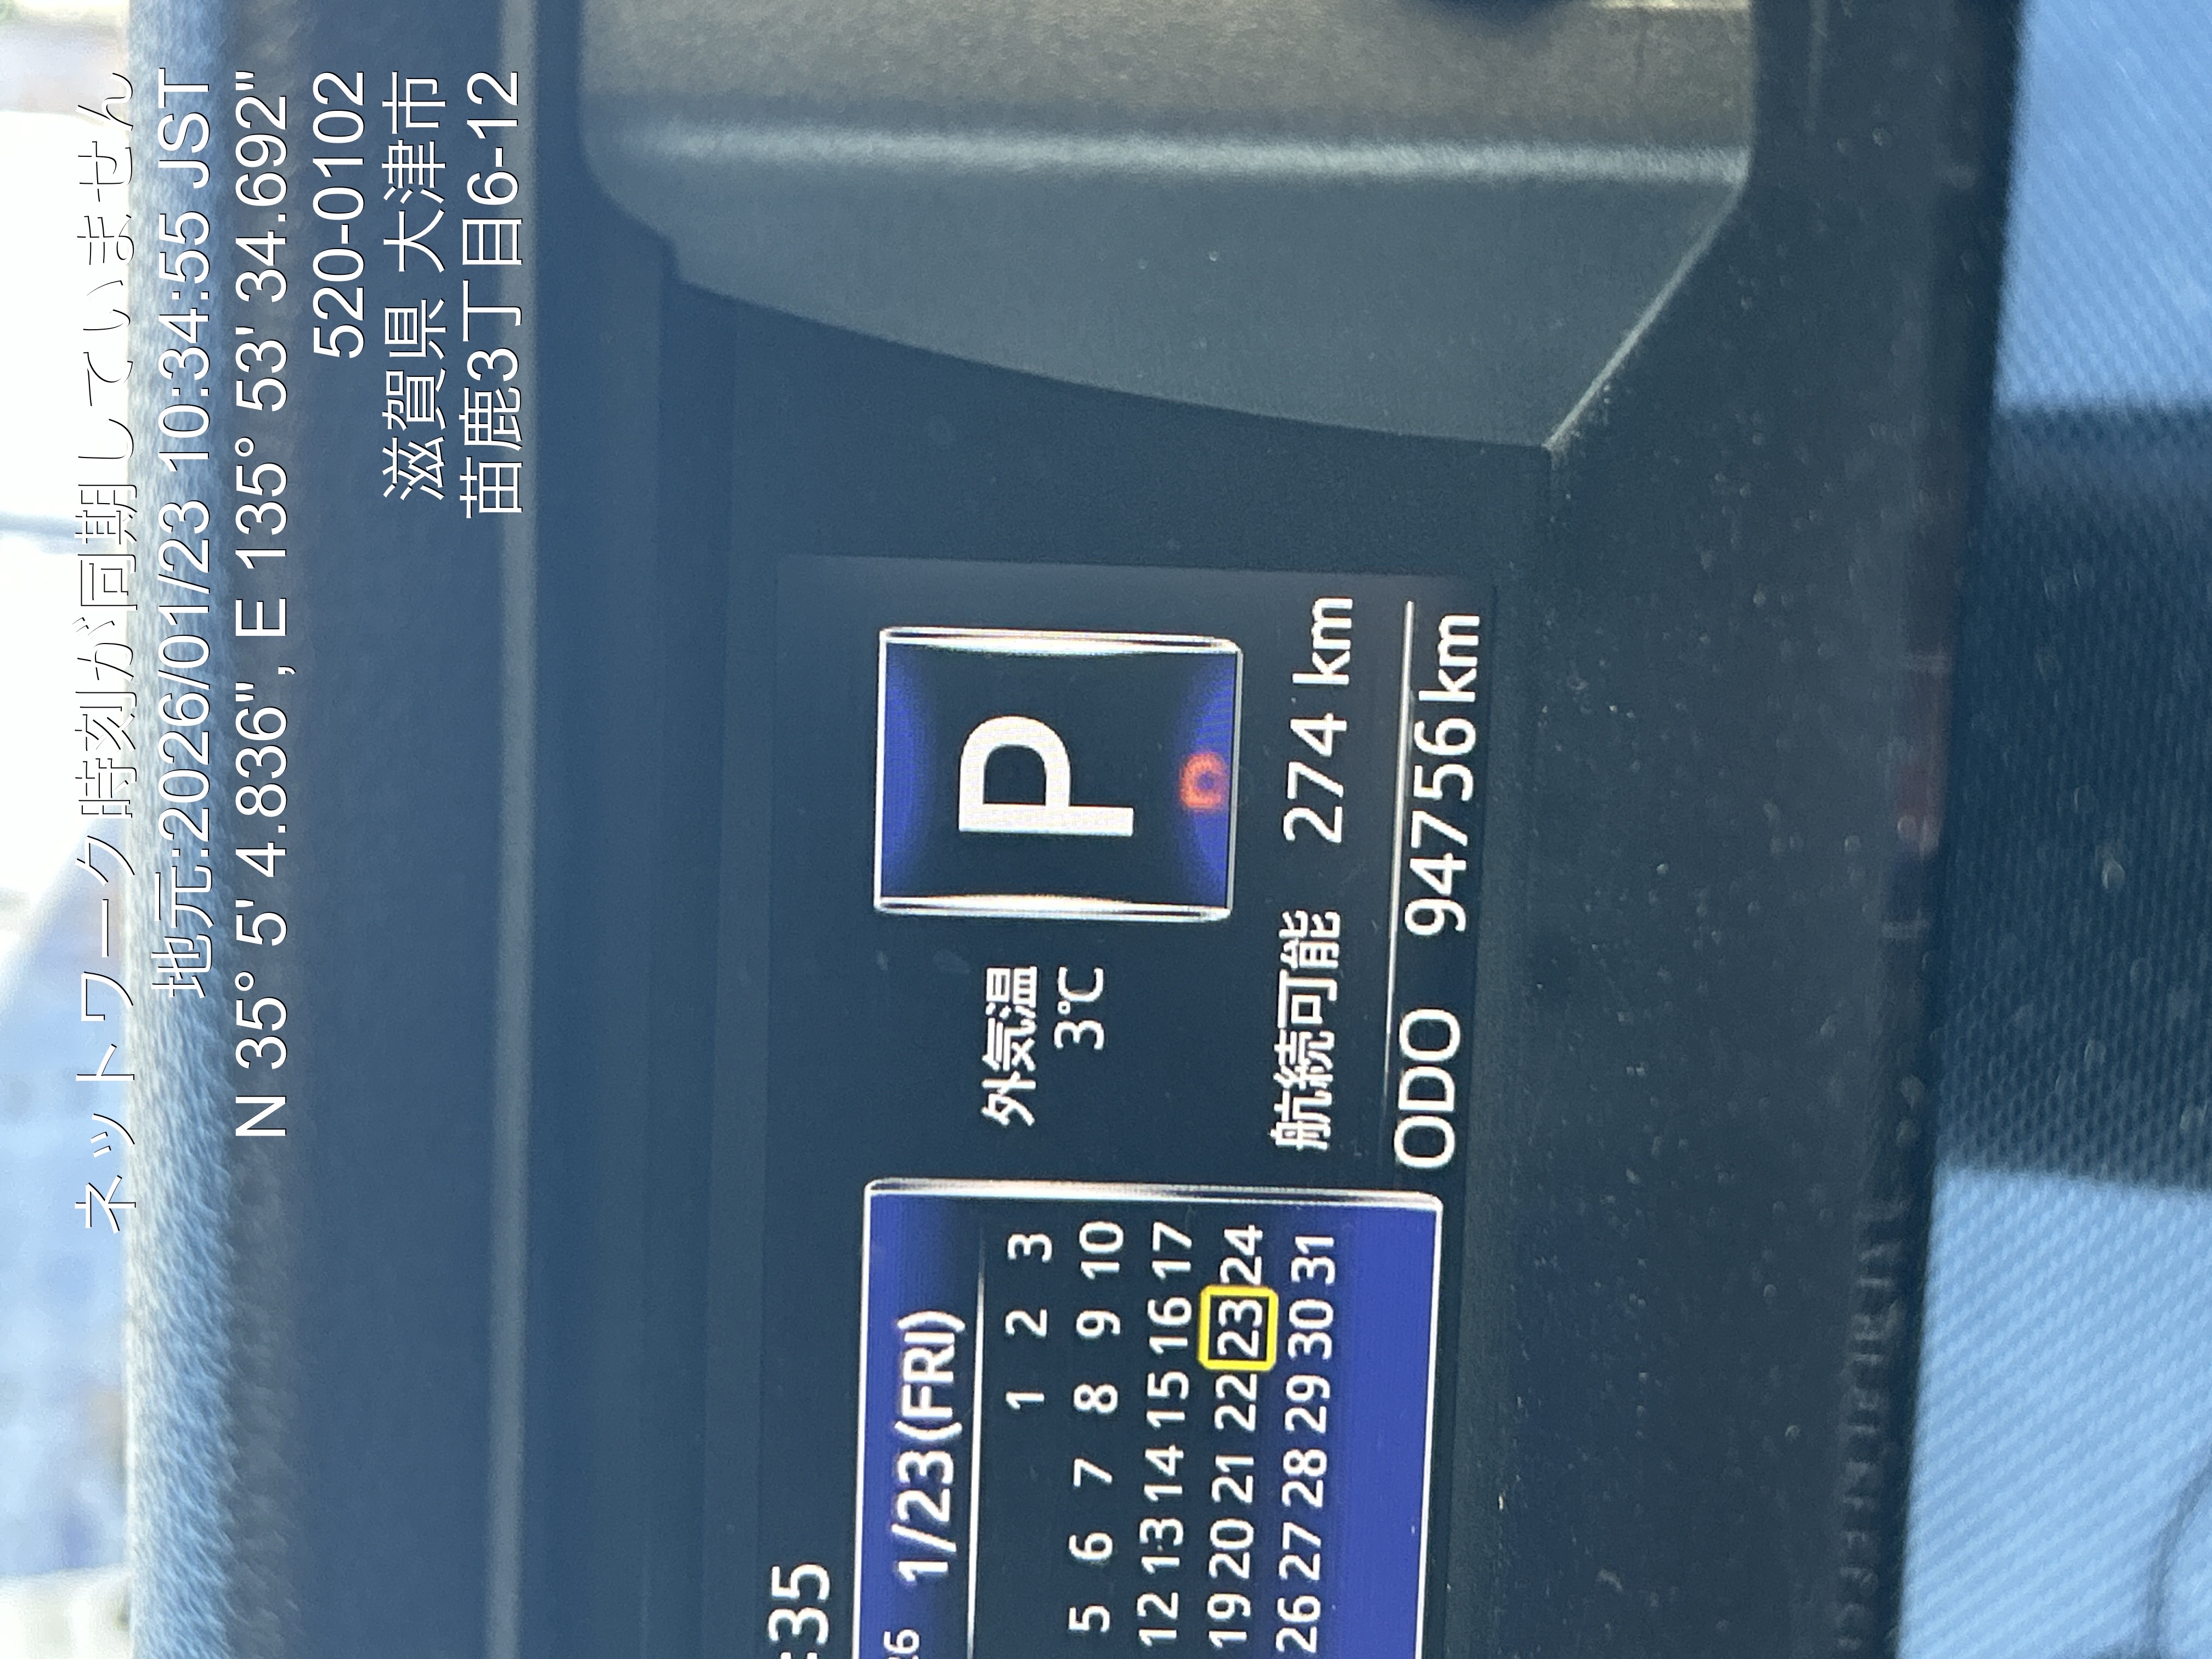 ネットワーク時刻が同期していません
地元:2026/01/23 10:34:55 JST
N 35° 5' 4.836", E 135° 53' 34.692"
520-0102
滋賀県 大津市
苗鹿3丁目6-12
:35
26 1/23(FRI)
1 2 3
5 6 7 8 9 10
12 13 14 15 16 17
19 20 21 22 23 24
26 27 28 29 30 31
外気温
3℃
P
航続可能 274 km
ODO 94756 km